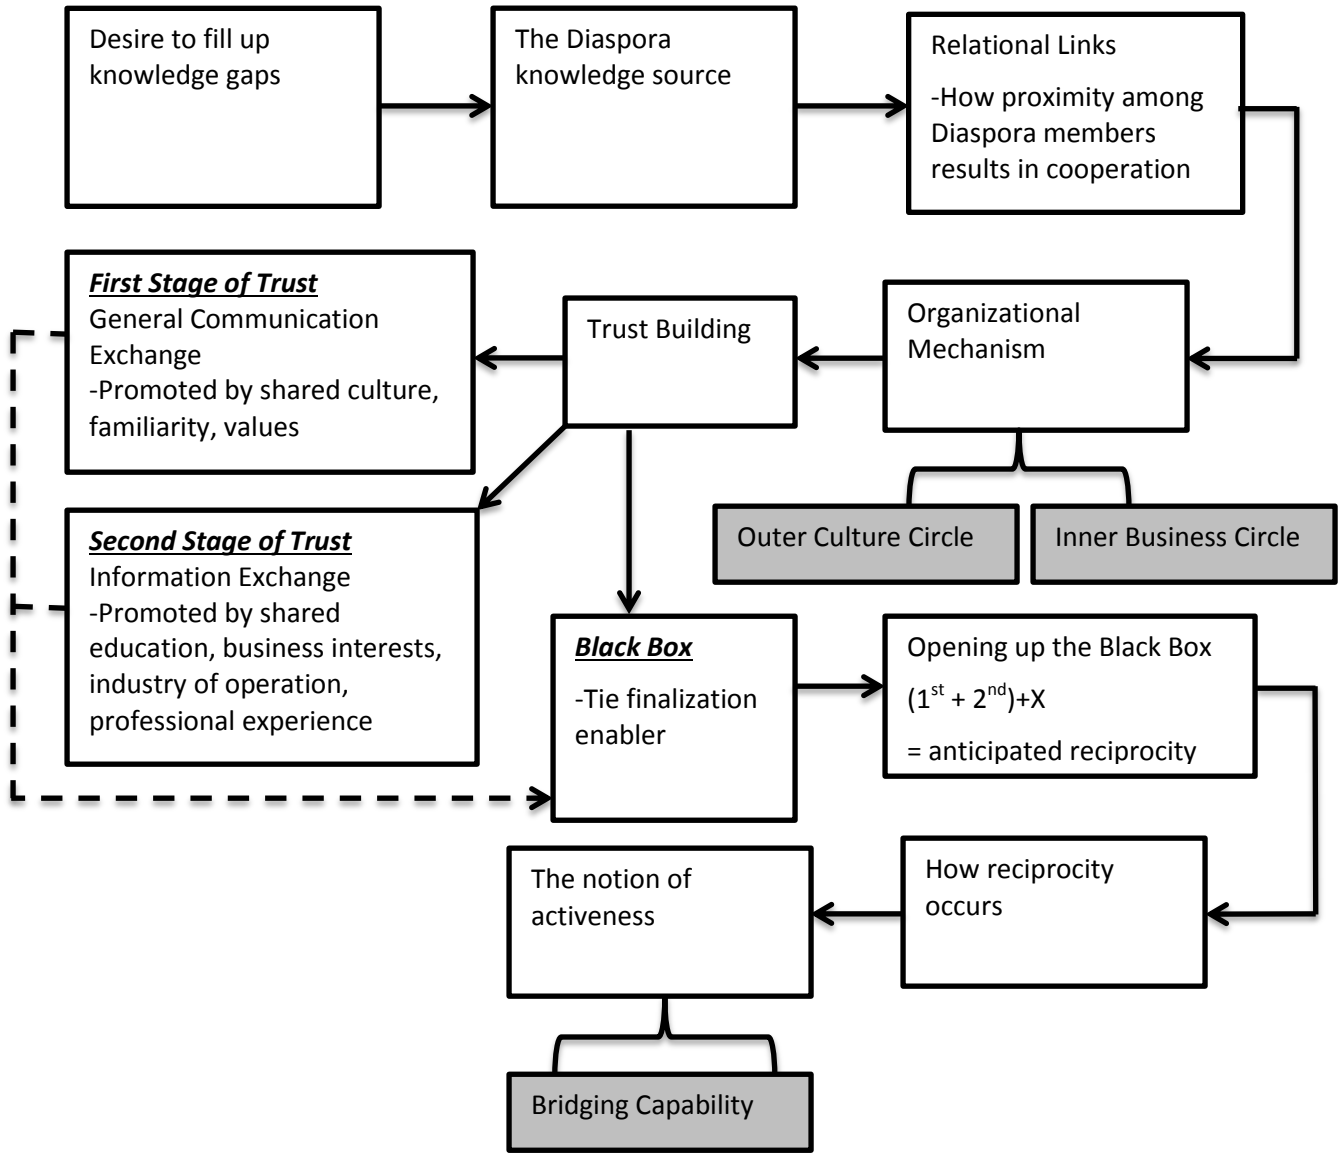 Desire to fill up
knowledge gaps
The Diaspora
knowledge source
Relational Links
-How proximity among
Diaspora members
results in cooperation
First Stage of Trust
General Communication
Exchange
-Promoted by shared culture,
familiarity, values
Trust Building
Organizational
Mechanism
Outer Culture Circle
Inner Business Circle
Second Stage of Trust
Information Exchange
-Promoted by shared
education, business interests,
industry of operation,
professional experience
Black Box
-Tie finalization
enabler
Opening up the Black Box
(1st + 2nd)+X
= anticipated reciprocity
How reciprocity
occurs
The notion of
activeness
Bridging Capability